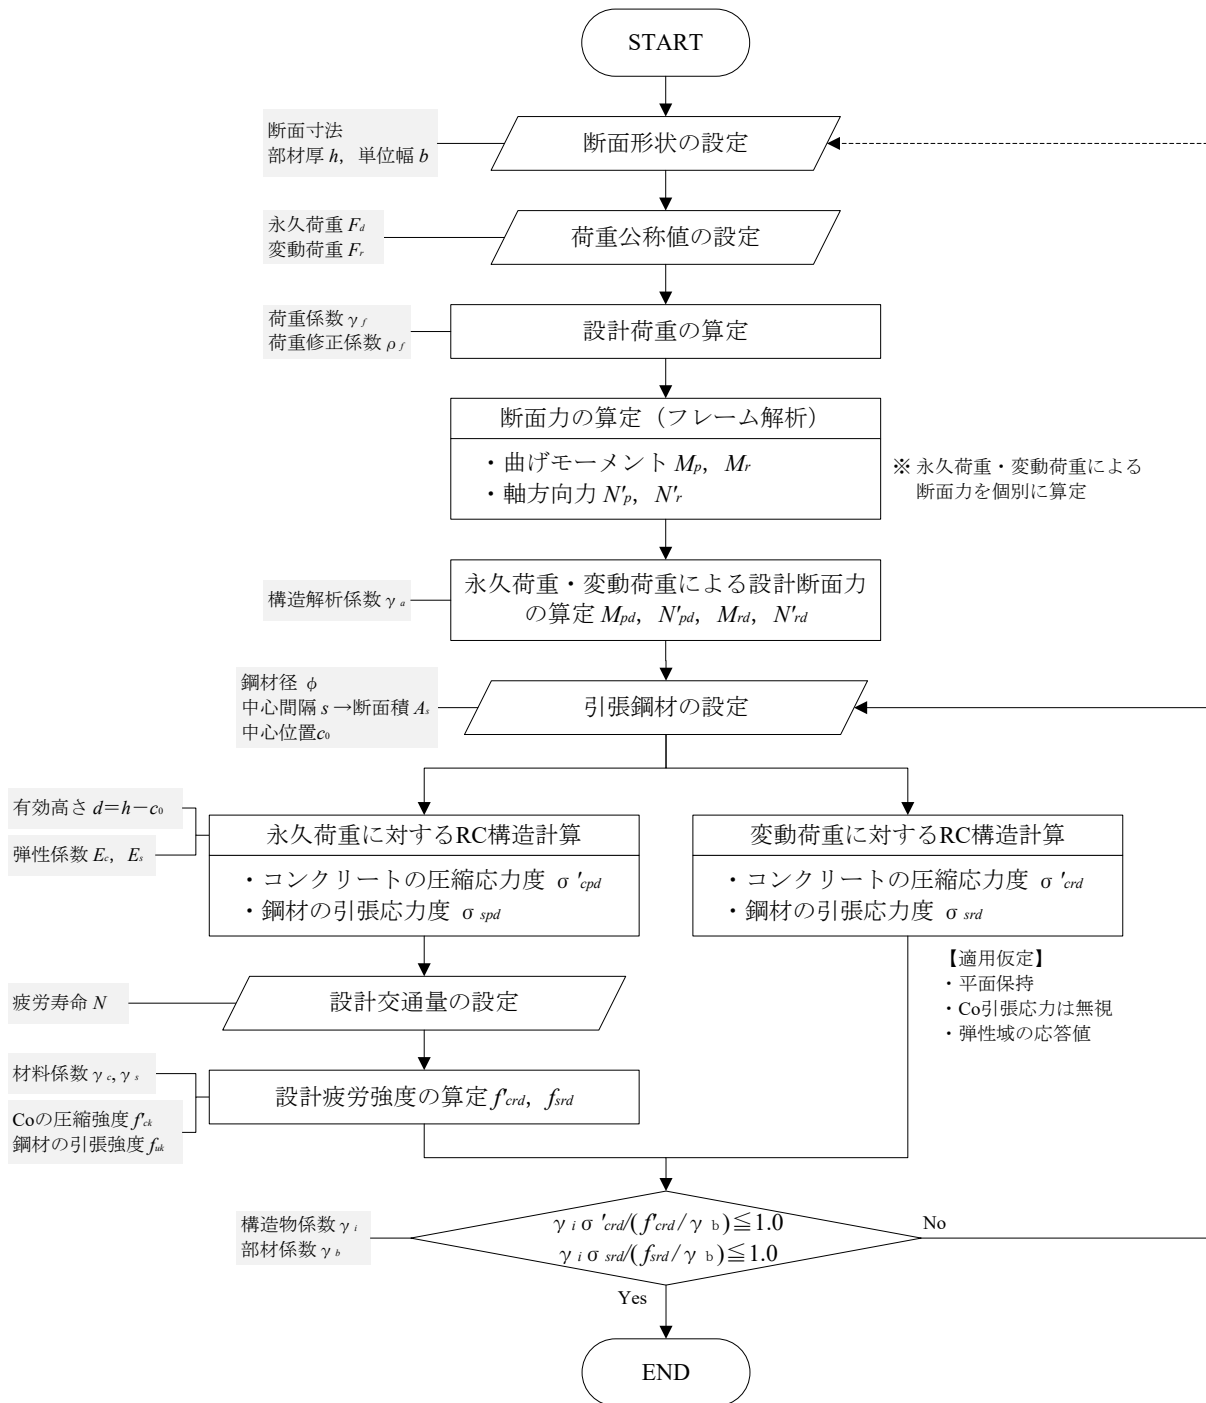 START
断面寸法
部材厚 h, 単位幅 b
断面形状の設定
永久荷重 Fd
変動荷重 Fr
荷重公称値の設定
荷重係数 γf
荷重修正係数 ρf
設計荷重の算定
断面力の算定（フレーム解析）
・曲げモーメント Mp, Mr
・軸方向力 N'p, N'r
※ 永久荷重・変動荷重による
断面力を個別に算定
構造解析係数 γa
永久荷重・変動荷重による設計断面力
の算定 Mpd, N'pd, Mrd, N'rd
鋼材径 φ
中心間隔 s→断面積 As
中心位置c0
引張鋼材の設定
有効高さ d=h−c0
弾性係数 Ec, Es
永久荷重に対するRC構造計算
・コンクリートの圧縮応力度 σ'cpd
・鋼材の引張応力度 σspd
変動荷重に対するRC構造計算
・コンクリートの圧縮応力度 σ'crd
・鋼材の引張応力度 σsrd
【適用仮定】
・平面保持
・Co引張応力は無視
・弾性域の応答値
疲労寿命 N
設計交通量の設定
材料係数 γc, γs
Coの圧縮強度 f'ck
鋼材の引張強度 fuk
設計疲労強度の算定 f'crd, fsrd
構造物係数 γi
部材係数 γb
γiσ'crd/(f'crd/γb)≦1.0
γiσsrd/(fsrd/γb)≦1.0
No
Yes
END